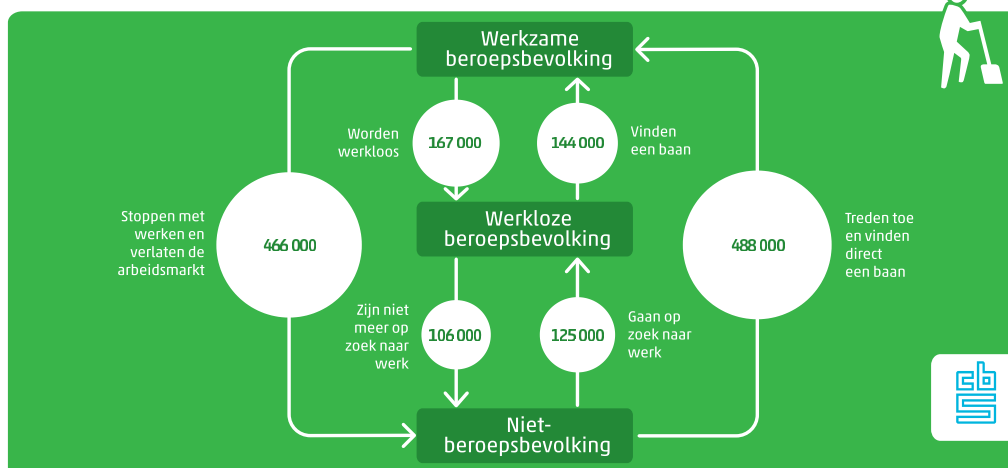 Werkzame
beroepsbevolking
Worden
werkloos
167 000
144 000
Vinden
een baan
Stoppen met
werken en
verlaten de
arbeidsmarkt
466 000
Werkloze
beroepsbevolking
488 000
Treden toe
en vinden
direct
een baan
Zijn niet
meer op
zoek naar
werk
106 000
125 000
Gaan op
zoek naar
werk
Niet-
beroepsbevolking
cbs